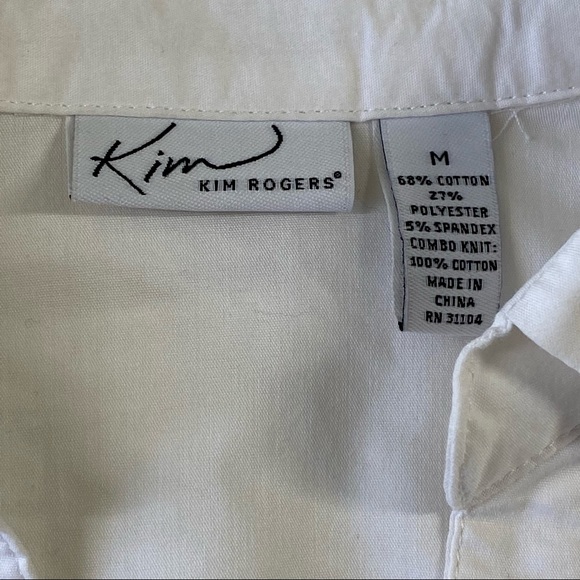 Kim
KIM ROGERS®
M
68% COTTON
27%
POLYESTER
5% SPANDEX
COMBO KNIT:
100% COTTON
MADE IN
CHINA
RN 31104